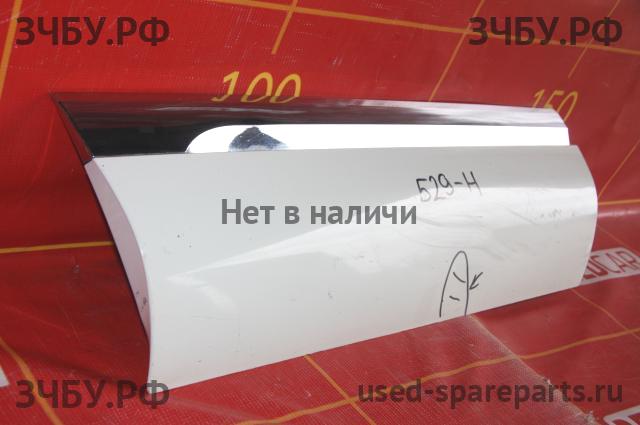 ЗЧБУ.РФ
ЗЧБУ.РФ
100
150
529-Н
Нет в наличи
ЗЧБУ.РФ
used-spareparts.ru